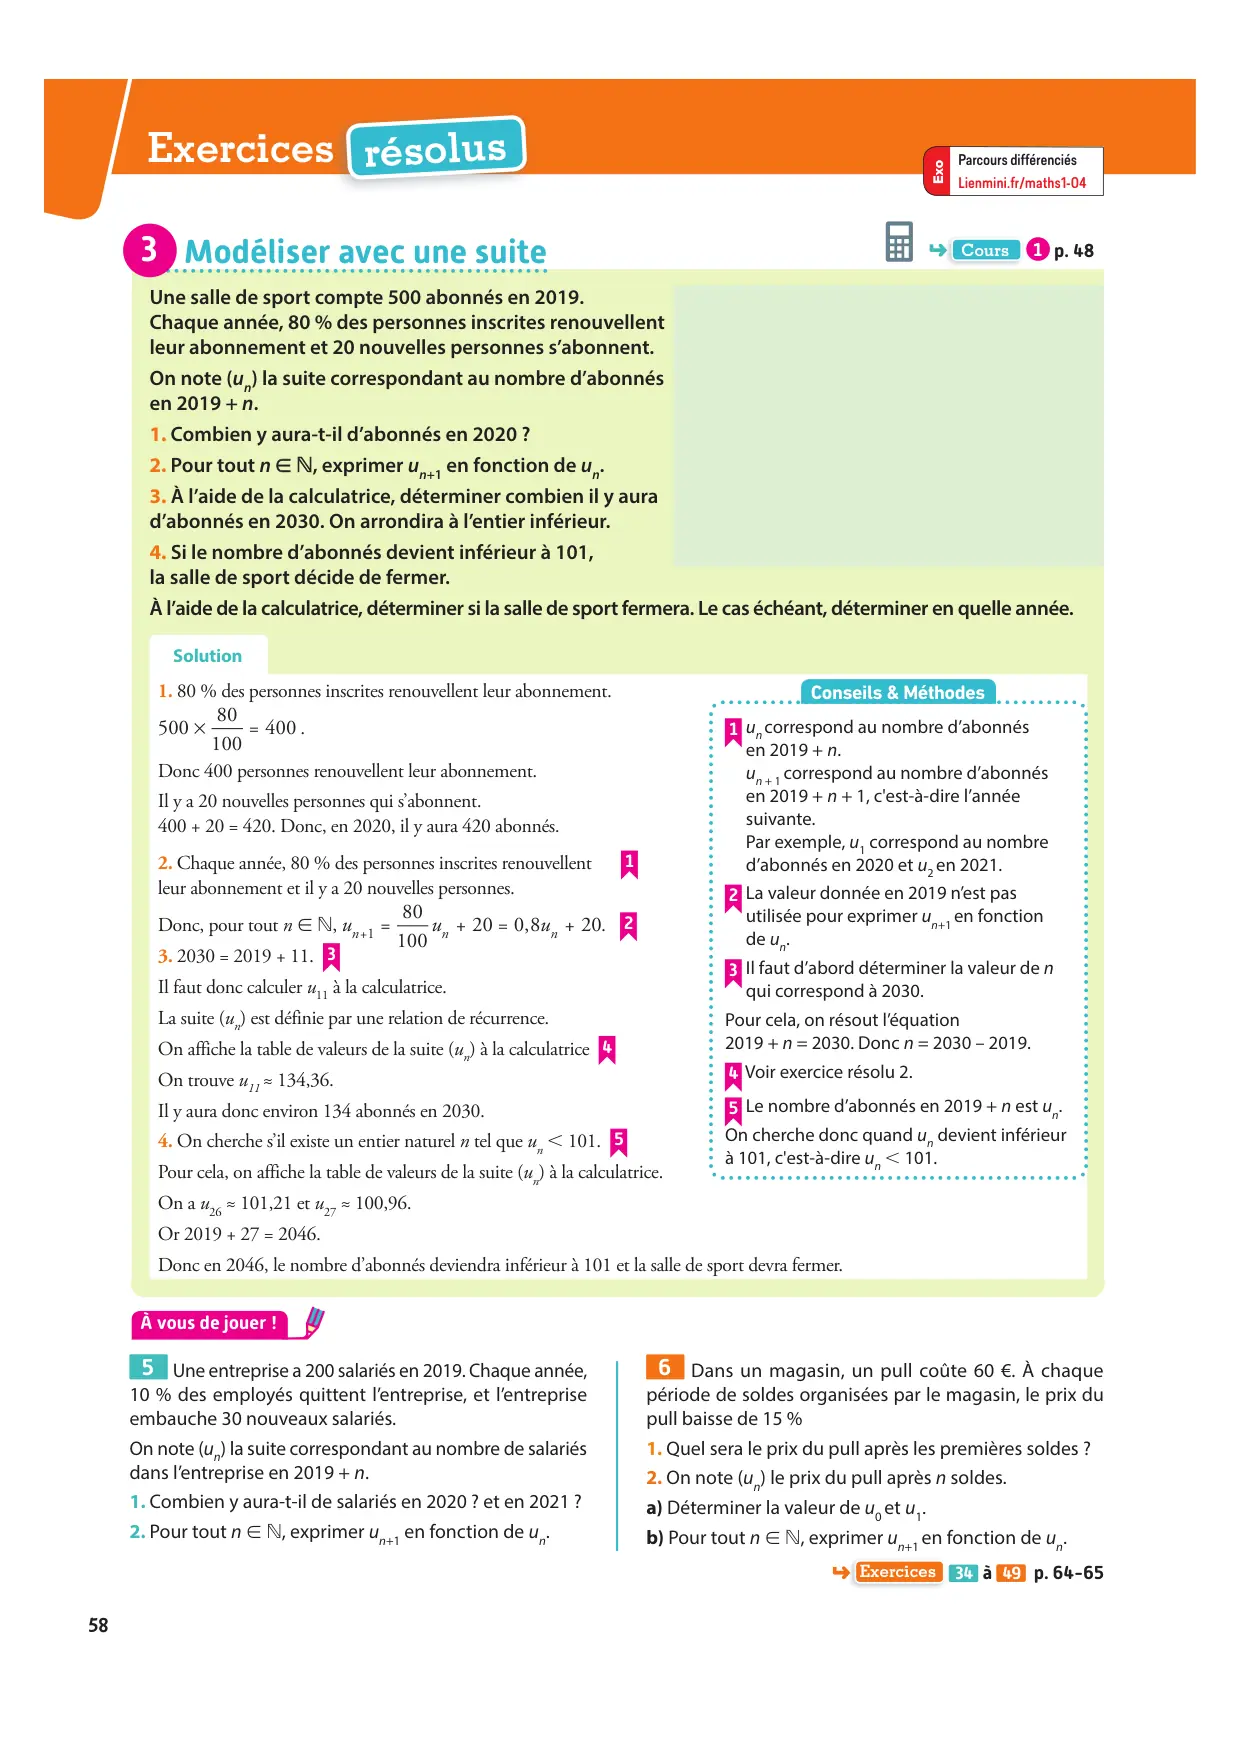 Exercices résolus
Exo
Parcours différenciés
Lienmini.fr/maths1-04
3 Modéliser avec une suite
Cours 1 p. 48
Une salle de sport compte 500 abonnés en 2019.
Chaque année, 80 % des personnes inscrites renouvellent
leur abonnement et 20 nouvelles personnes s’abonnent.
On note (uₙ) la suite correspondant au nombre d’abonnés
en 2019 + n.
1. Combien y aura-t-il d’abonnés en 2020 ?
2. Pour tout n ∈ ℕ, exprimer uₙ₊₁ en fonction de uₙ.
3. À l’aide de la calculatrice, déterminer combien il y aura
d’abonnés en 2030. On arrondira à l’entier inférieur.
4. Si le nombre d’abonnés devient inférieur à 101,
la salle de sport décide de fermer.
À l’aide de la calculatrice, déterminer si la salle de sport fermera. Le cas échéant, déterminer en quelle année.
Solution
1. 80 % des personnes inscrites renouvellent leur abonnement.
500 × 80/100 = 400 .
Donc 400 personnes renouvellent leur abonnement.
Il y a 20 nouvelles personnes qui s’abonnent.
400 + 20 = 420. Donc, en 2020, il y aura 420 abonnés.
2. Chaque année, 80 % des personnes inscrites renouvellent 1
leur abonnement et il y a 20 nouvelles personnes.
Donc, pour tout n ∈ ℕ, uₙ₊₁ = 80/100 uₙ + 20 = 0,8uₙ + 20. 2
3. 2030 = 2019 + 11. 3
Il faut donc calculer u₁₁ à la calculatrice.
La suite (uₙ) est définie par une relation de récurrence.
On affiche la table de valeurs de la suite (uₙ) à la calculatrice 4
On trouve u₁₁ ≈ 134,36.
Il y aura donc environ 134 abonnés en 2030.
4. On cherche s’il existe un entier naturel n tel que uₙ < 101. 5
Pour cela, on affiche la table de valeurs de la suite (uₙ) à la calculatrice.
On a u₂₆ ≈ 101,21 et u₂₇ ≈ 100,96.
Or 2019 + 27 = 2046.
Donc en 2046, le nombre d’abonnés deviendra inférieur à 101 et la salle de sport devra fermer.
Conseils & Méthodes
1 uₙ correspond au nombre d’abonnés
en 2019 + n.
uₙ ₊ ₁ correspond au nombre d’abonnés
en 2019 + n + 1, c'est-à-dire l’année
suivante.
Par exemple, u₁ correspond au nombre
d’abonnés en 2020 et u₂ en 2021.
2 La valeur donnée en 2019 n’est pas
utilisée pour exprimer uₙ₊₁ en fonction
de uₙ.
3 Il faut d’abord déterminer la valeur de n
qui correspond à 2030.
Pour cela, on résout l’équation
2019 + n = 2030. Donc n = 2030 – 2019.
4 Voir exercice résolu 2.
5 Le nombre d’abonnés en 2019 + n est uₙ.
On cherche donc quand uₙ devient inférieur
à 101, c'est-à-dire uₙ < 101.
À vous de jouer !
5 Une entreprise a 200 salariés en 2019. Chaque année,
10 % des employés quittent l’entreprise, et l’entreprise
embauche 30 nouveaux salariés.
On note (uₙ) la suite correspondant au nombre de salariés
dans l’entreprise en 2019 + n.
1. Combien y aura-t-il de salariés en 2020 ? et en 2021 ?
2. Pour tout n ∈ ℕ, exprimer uₙ₊₁ en fonction de uₙ.
6 Dans un magasin, un pull coûte 60 €. À chaque
période de soldes organisées par le magasin, le prix du
pull baisse de 15 %
1. Quel sera le prix du pull après les premières soldes ?
2. On note (uₙ) le prix du pull après n soldes.
a) Déterminer la valeur de u₀ et u₁.
b) Pour tout n ∈ ℕ, exprimer uₙ₊₁ en fonction de uₙ.
Exercices 34 à 49 p. 64-65
58